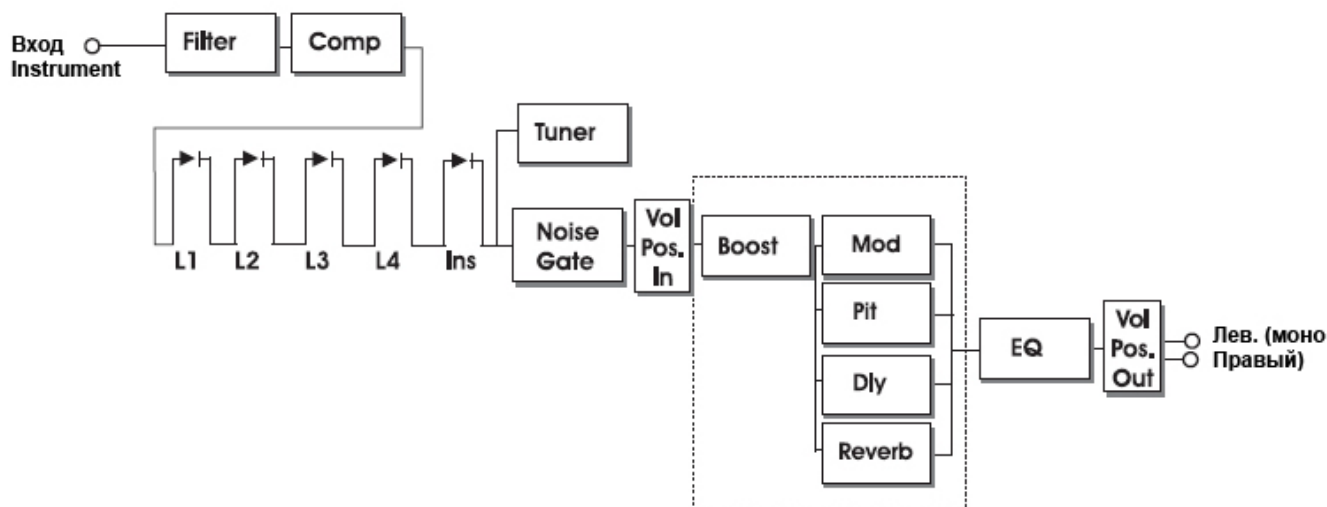 Вход
Instrument
Filter
Comp
Tuner
L1
L2
L3
L4
Ins
Noise
Gate
Vol
Pos.
In
Boost
Mod
Pit
Dly
Reverb
EQ
Vol
Pos.
Out
Лев. (моно
Правый)